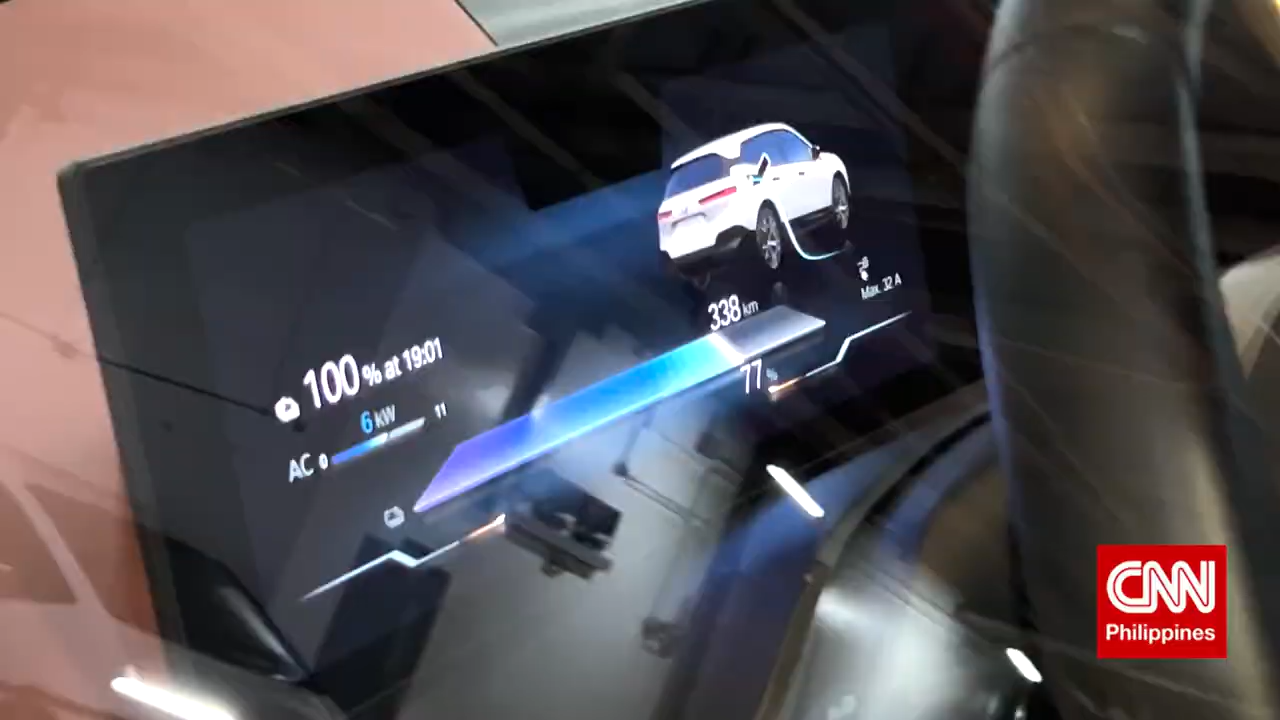 338 km
Max. 32 A
100 % at 19:01
77 %
6 kW
11
AC 0
CNN
Philippines